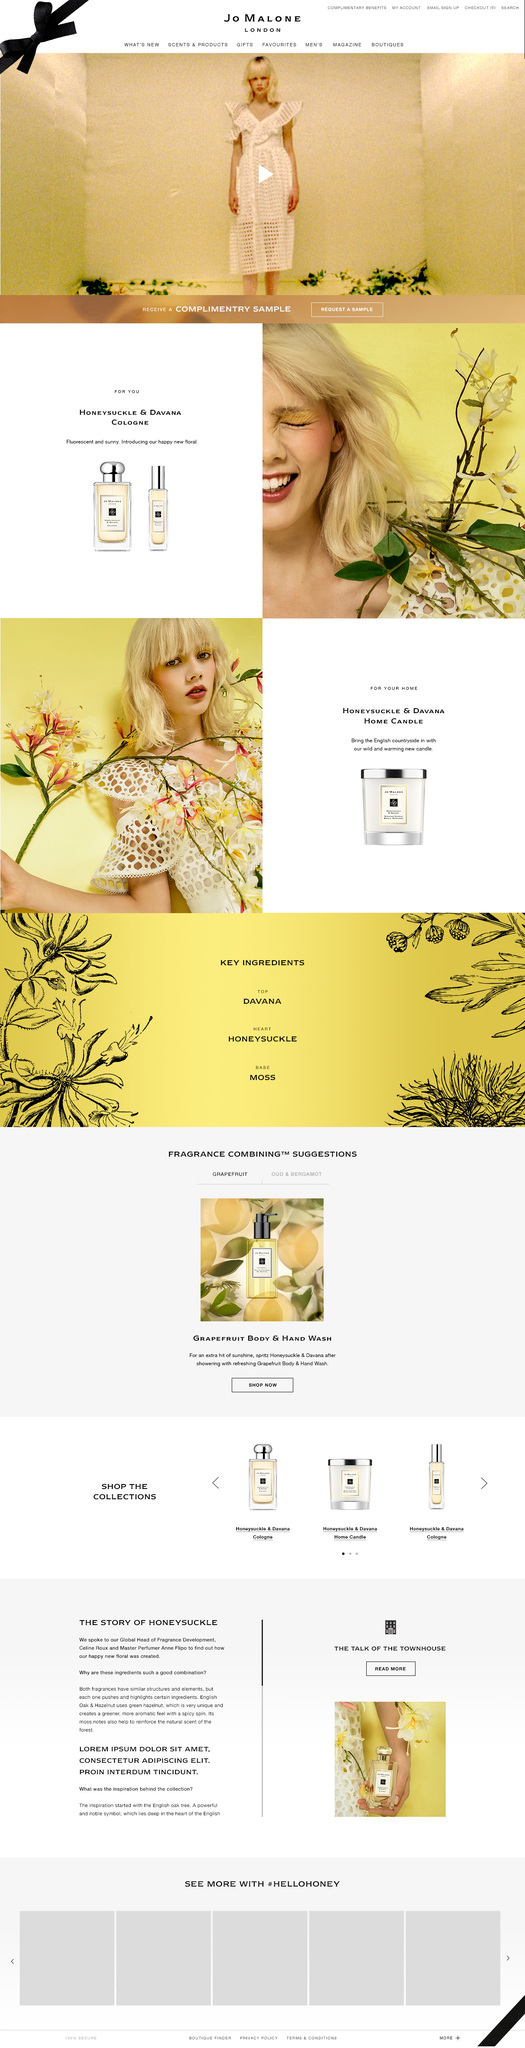 COMPLIMENTARY BENEFITS MY ACCOUNT EMAIL SIGN UP CHECKOUT (0) SEARCH
JO MALONE
LONDON
WHAT'S NEW SCENTS & PRODUCTS GIFTS FAVOURITES MEN'S MAGAZINE BOUTIQUES
RECEIVE A COMPLIMENTRY SAMPLE REQUEST A SAMPLE
FOR YOU
HONEYSUCKLE & DAVANA
COLOGNE
Fluorescent and sunny. Introducing our happy new floral.
JO MALONE
FOR YOUR HOME
HONEYSUCKLE & DAVANA
HOME CANDLE
Bring the English countryside in with
our wild and warming new candle.
JO MALONE
KEY INGREDIENTS
TOP
DAVANA
HEART
HONEYSUCKLE
BASE
MOSS
FRAGRANCE COMBINING™ SUGGESTIONS
GRAPEFRUIT OUD & BERGAMOT
JO MALONE
GRAPEFRUIT BODY & HAND WASH
For an extra hit of sunshine, spritz Honeysuckle & Davana after
showering with refreshing Grapefruit Body & Hand Wash.
SHOP NOW
SHOP THE
COLLECTIONS
Honeysuckle & Davana
Cologne
Honeysuckle & Davana
Home Candle
Honeysuckle & Davana
Cologne
THE STORY OF HONEYSUCKLE
We spoke to our Global Head of Fragrance Development,
Celine Roux and Master Perfumer Anne Flipo to find out how
our happy new floral was created.
Why are these ingredients such a good combination?
Both fragrances have similar structures and elements, but
each one pushes and highlights certain ingredients. English
Oak & Hazelnut uses green hazelnut, which is very unique and
creates a greener, more aromatic feel with a spicy spin. Its
moss notes also help to reinforce the natural scent of the
forest.
LOREM IPSUM DOLOR SIT AMET,
CONSECTETUR ADIPISCING ELIT.
PROIN INTERDUM TINCIDUNT.
What was the inspiration behind the collection?
The inspiration started with the English oak tree. A powerful
and noble symbol, which lies deep in the heart of the English
THE TALK OF THE TOWNHOUSE
READ MORE
SEE MORE WITH #HELLOHONEY
100% SECURE BOUTIQUE FINDER PRIVACY POLICY TERMS & CONDITIONS MORE +